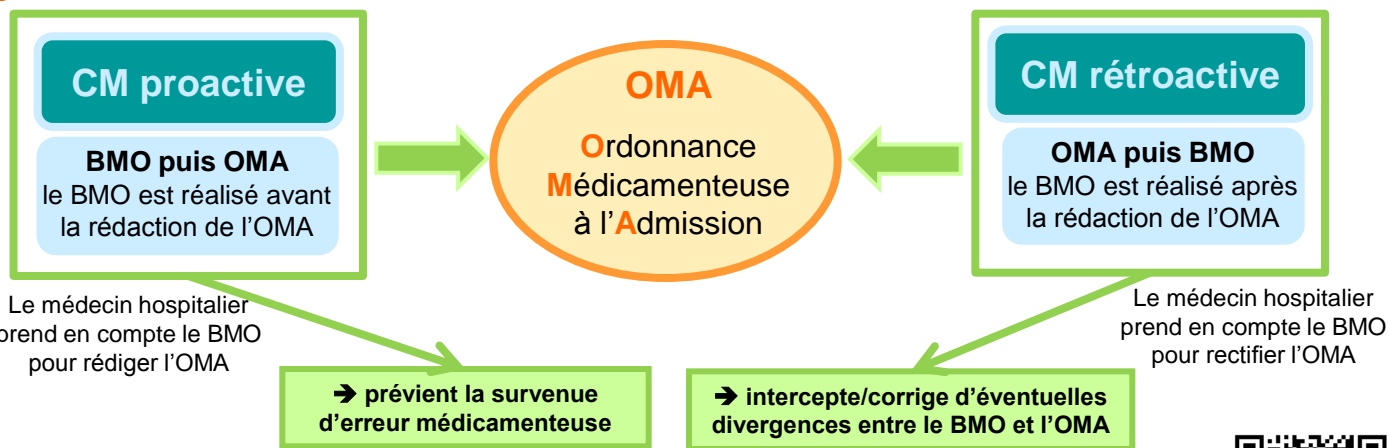 CM proactive
BMO puis OMA
le BMO est réalisé avant
la rédaction de l’OMA
Le médecin hospitalier
prend en compte le BMO
pour rédiger l’OMA
➔ prévient la survenue
d’erreur médicamenteuse
OMA
Ordonnance
Médicamenteuse
à l’Admission
CM rétroactive
OMA puis BMO
le BMO est réalisé après
la rédaction de l’OMA
Le médecin hospitalier
prend en compte le BMO
pour rectifier l’OMA
➔ intercepte/corrige d’éventuelles
divergences entre le BMO et l’OMA